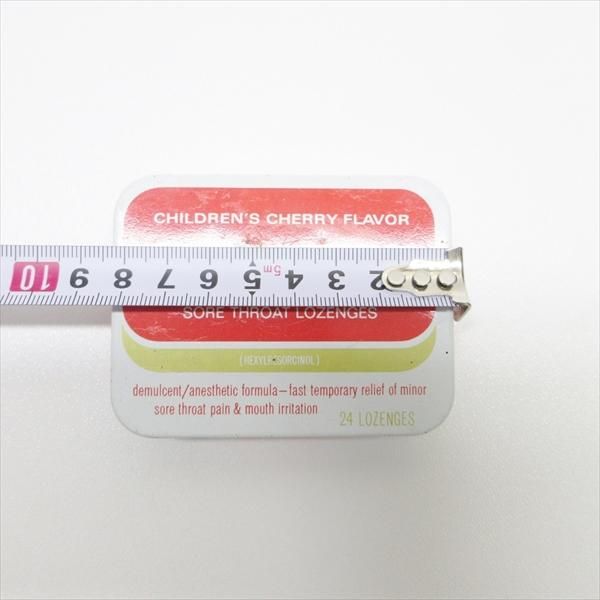 CHILDREN'S CHERRY FLAVOR
10 9 8 7 6 5 4 3 2
5m
SORE THROAT LOZENGES
(HEXYLRESORCINOL)
demulcent/anesthetic formula—fast temporary relief of minor
sore throat pain & mouth irritation
24 LOZENGES